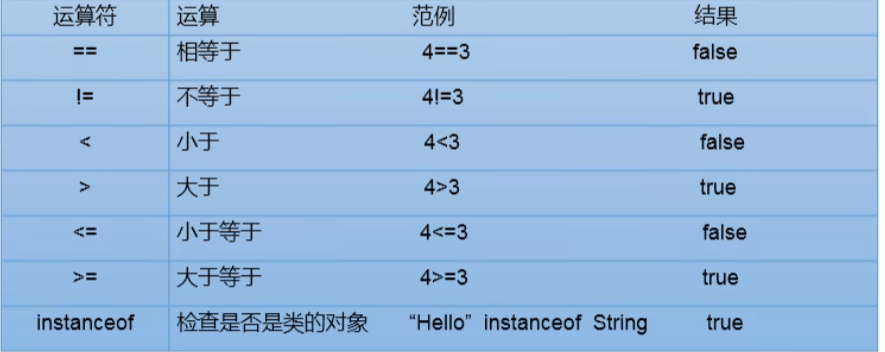 运算符 运算 范例 结果
== 相等于 4==3 false
!= 不等于 4!=3 true
< 小于 4<3 false
> 大于 4>3 true
<= 小于等于 4<=3 false
>= 大于等于 4>=3 true
instanceof 检查是否是类的对象 “Hello” instanceof String true